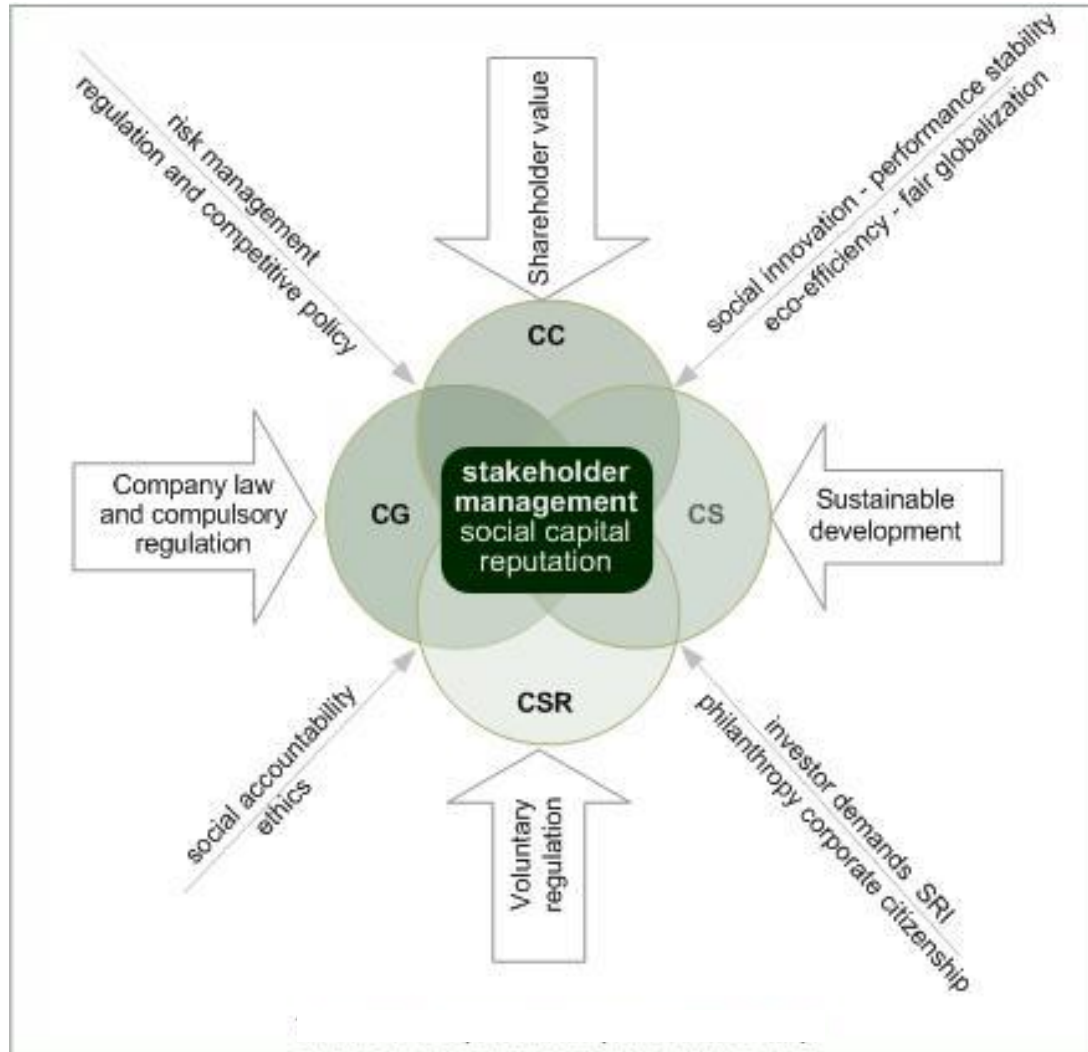 risk management
regulation and competitive policy
Shareholder value
social innovation - performance stability
eco-efficiency - fair globalization
CC
Company law
and compulsory
regulation
CG
stakeholder
management
social capital
reputation
CS
Sustainable
development
CSR
social accountability
ethics
Voluntary
regulation
investor demands SRI
philanthropy corporate citizenship